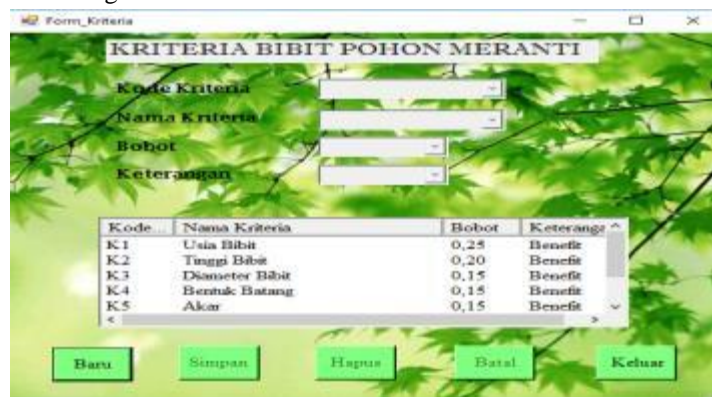 Form_Kriteria
KRITERIA BIBIT POHON MERANTI
Kode Kriteria
Nama Kriteria
Bobot
Keterangan
Kode... Nama Kriteria Bobot Keteranga
K1 Usia Bibit 0,25 Benefit
K2 Tinggi Bibit 0,20 Benefit
K3 Diameter Bibit 0,15 Benefit
K4 Bentuk Batang 0,15 Benefit
K5 Akar 0,15 Benefit
Baru Simpan Hapus Batal Keluar